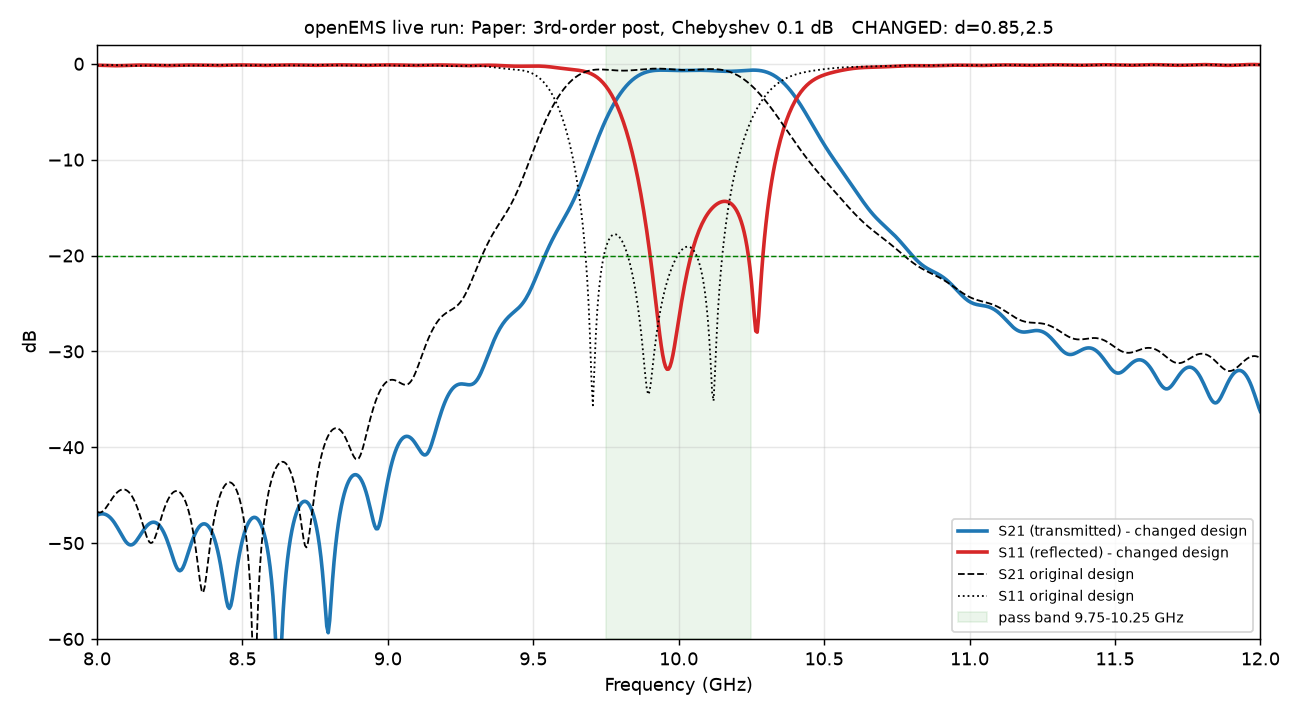 openEMS live run: Paper: 3rd-order post, Chebyshev 0.1 dB   CHANGED: d=0.85,2.5
0
−10
−20
−30
−40
−50
−60
dB
8.0 8.5 9.0 9.5 10.0 10.5 11.0 11.5 12.0
Frequency (GHz)
S21 (transmitted) - changed design
S11 (reflected) - changed design
S21 original design
S11 original design
pass band 9.75-10.25 GHz